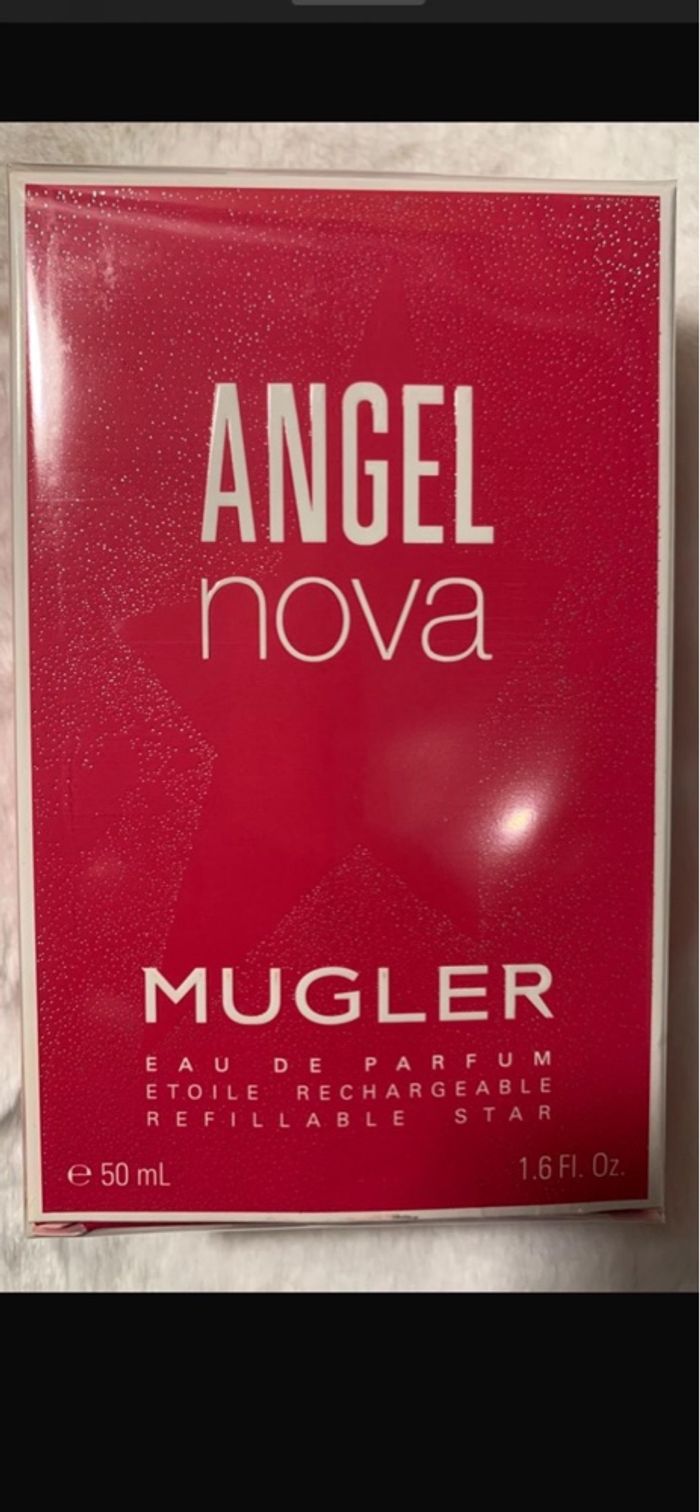 ANGEL
nova
MUGLER
EAU DE PARFUM
ETOILE RECHARGEABLE
REFILLABLE STAR
℮ 50 mL 1.6 Fl. Oz.